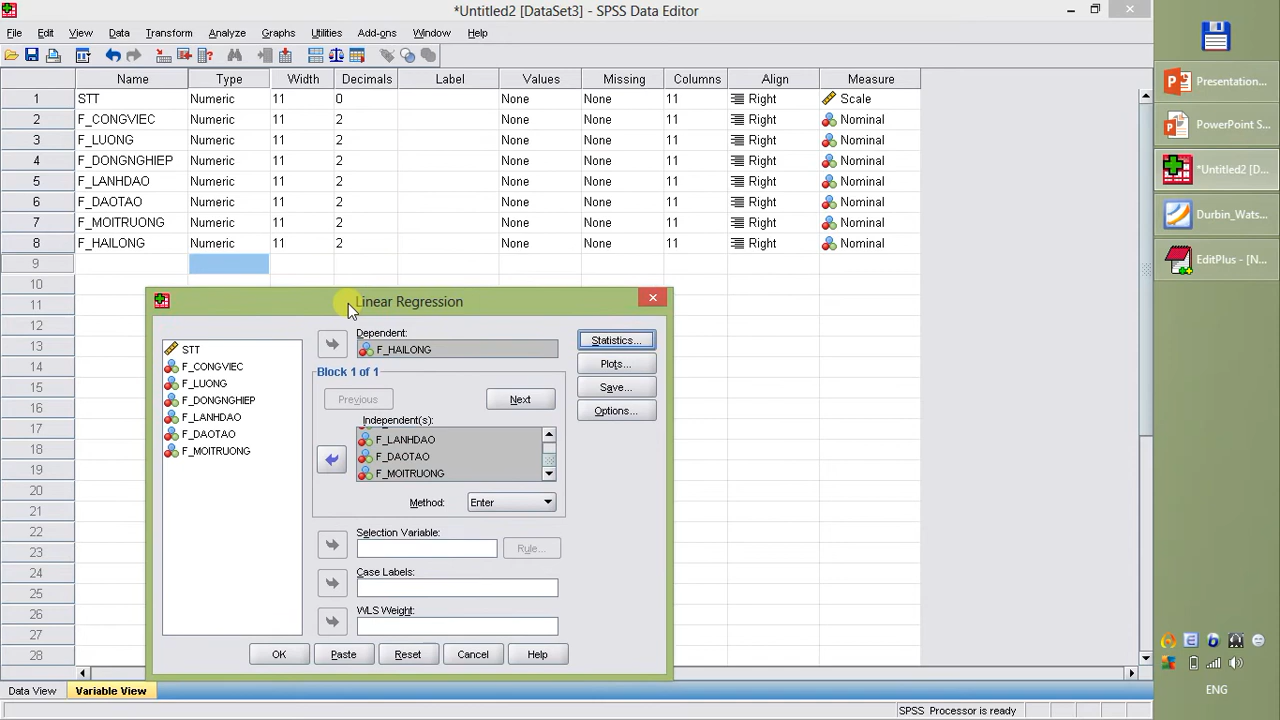 *Untitled2 [DataSet3] - SPSS Data Editor
File Edit View Data Transform Analyze Graphs Utilities Add-ons Window Help
Name Type Width Decimals Label Values Missing Columns Align Measure
1 STT Numeric 11 0 None None 11 Right Scale
2 F_CONGVIEC Numeric 11 2 None None 11 Right Nominal
3 F_LUONG Numeric 11 2 None None 11 Right Nominal
4 F_DONGNGHIEP Numeric 11 2 None None 11 Right Nominal
5 F_LANHDAO Numeric 11 2 None None 11 Right Nominal
6 F_DAOTAO Numeric 11 2 None None 11 Right Nominal
7 F_MOITRUONG Numeric 11 2 None None 11 Right Nominal
8 F_HAILONG Numeric 11 2 None None 11 Right Nominal
9
10
11
12
13
14
15
16
17
18
19
20
21
22
23
24
25
26
27
28
Linear Regression
STT
F_CONGVIEC
F_LUONG
F_DONGNGHIEP
F_LANHDAO
F_DAOTAO
F_MOITRUONG
Dependent:
F_HAILONG
Block 1 of 1
Previous Next
Independent(s):
F_LANHDAO
F_DAOTAO
F_MOITRUONG
Method: Enter
Selection Variable:
Rule...
Case Labels:
WLS Weight:
Statistics...
Plots...
Save...
Options...
OK Paste Reset Cancel Help
Data View Variable View
SPSS Processor is ready
Presentation...
PowerPoint S...
*Untitled2 [D...
Durbin_Wats...
EditPlus - [N...
ENG